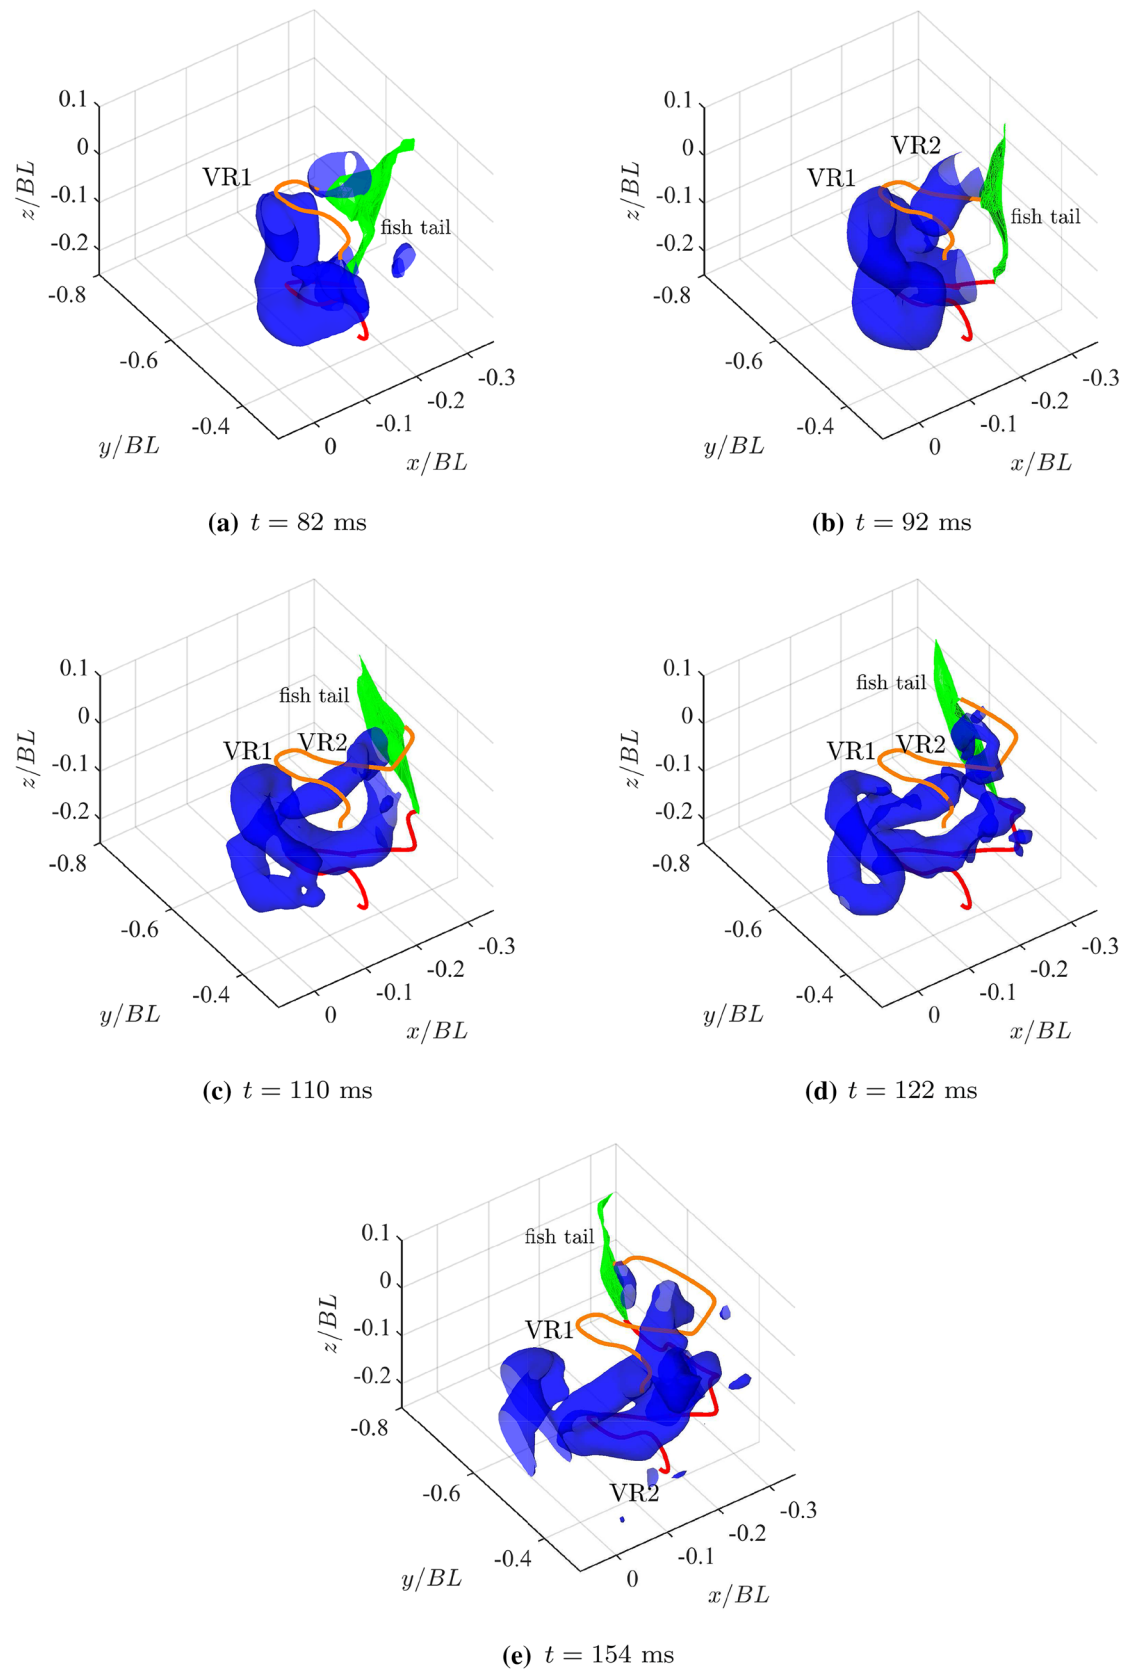 0.1
0
-0.1
-0.2
-0.8
-0.6
-0.4
z/BL
y/BL
0
-0.1
-0.2
-0.3
x/BL
VR1
fish tail
(a) t = 82 ms
0.1
0
-0.1
-0.2
-0.8
-0.6
-0.4
z/BL
y/BL
0
-0.1
-0.2
-0.3
x/BL
VR2
VR1
fish tail
(b) t = 92 ms
0.1
0
-0.1
-0.2
-0.8
-0.6
-0.4
z/BL
y/BL
0
-0.1
-0.2
-0.3
x/BL
fish tail
VR1
VR2
(c) t = 110 ms
0.1
0
-0.1
-0.2
-0.8
-0.6
-0.4
z/BL
y/BL
0
-0.1
-0.2
-0.3
x/BL
fish tail
VR1
VR2
(d) t = 122 ms
0.1
0
-0.1
-0.2
-0.8
-0.6
-0.4
z/BL
y/BL
0
-0.1
-0.2
-0.3
x/BL
fish tail
VR1
VR2
(e) t = 154 ms